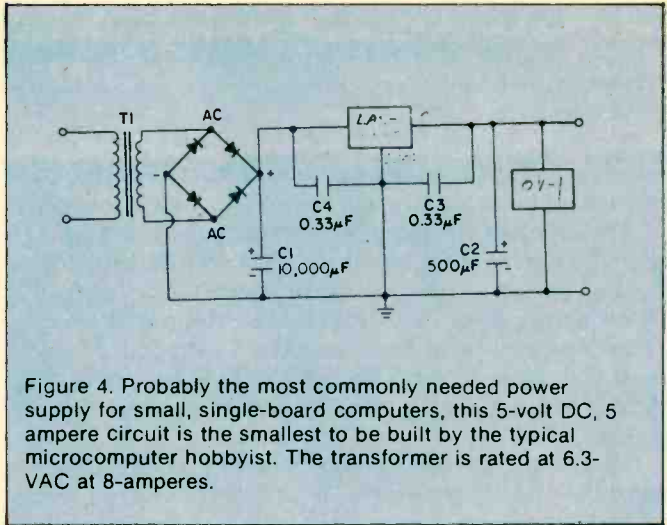 T1
AC
-
+
AC
C4
0.33µF
C3
0.33µF
+
C1
10,000µF
-
+
C2
500µF
-
Figure 4. Probably the most commonly needed power
supply for small, single-board computers, this 5-volt DC, 5
ampere circuit is the smallest to be built by the typical
microcomputer hobbyist. The transformer is rated at 6.3-
VAC at 8-amperes.